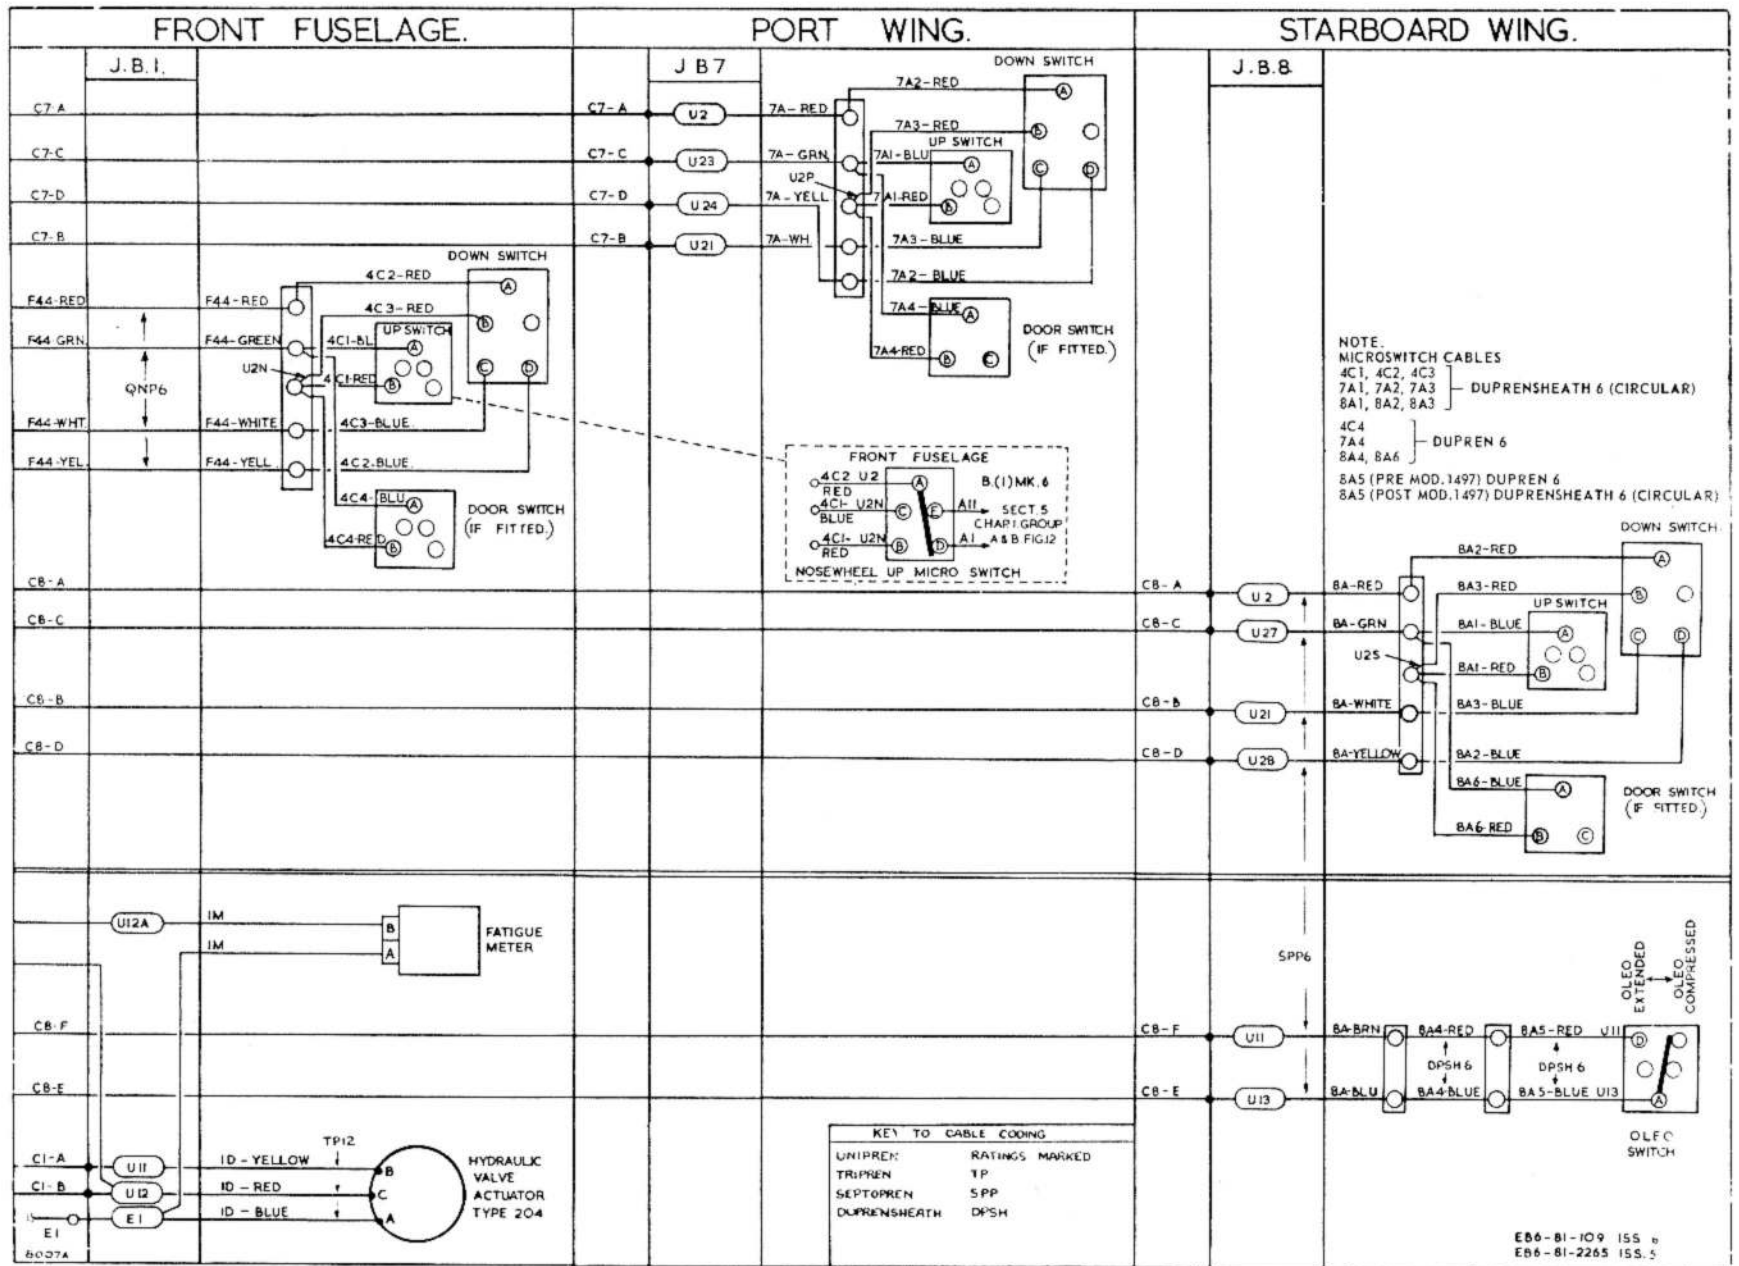 FRONT FUSELAGE.
PORT WING.
STARBOARD WING.
J.B.1.
J B 7
J.B.8.
C7-A
C7-C
C7-D
C7-B
F44-RED
F44-GRN
QNP6
F44-WHT
F44-YEL
F44-RED
F44-GREEN
U2N
F44-WHITE
F44-YELL
4C2-RED
4C3-RED
4C1-BL
4C1-RED
4C3-BLUE
4C2-BLUE
4C4-BLU
4C4-RED
DOWN SWITCH
A
B
C
D
UP SWITCH
A
B
DOOR SWITCH
(IF FITTED.)
A
B
C7-A
C7-C
C7-D
C7-B
U2
U23
U24
U21
7A-RED
7A-GRN
U2P
7A-YELL
7A-WH
7A2-RED
7A3-RED
7A1-BLU
7A1-RED
7A3-BLUE
7A2-BLUE
7A4-BLUE
7A4-RED
DOWN SWITCH
A
B
C
D
UP SWITCH
A
B
DOOR SWITCH
(IF FITTED.)
A
B
C
FRONT FUSELAGE
4C2 U2
RED
4C1- U2N
BLUE
4C1- U2N
RED
A
C
E
B
D
B.(I)MK.6
A11
SECT.5
CHART.GROUP
A1
A & B FIG.12
NOSEWHEEL UP MICRO SWITCH
NOTE.
MICROSWITCH CABLES
4C1, 4C2, 4C3
7A1, 7A2, 7A3
8A1, 8A2, 8A3
DUPRENSHEATH 6 (CIRCULAR)
4C4
7A4
8A4, 8A6
DUPREN 6
8A5 (PRE MOD.1497) DUPREN 6
8A5 (POST MOD.1497) DUPRENSHEATH 6 (CIRCULAR)
C8-A
C8-C
C8-B
C8-D
C8-A
C8-C
C8-B
C8-D
U2
U27
U21
U28
8A-RED
8A-GRN
U2S
8A-WHITE
8A-YELLOW
8A2-RED
8A3-RED
8A1-BLUE
8A1-RED
8A3-BLUE
8A2-BLUE
8A6-BLUE
8A6-RED
DOWN SWITCH.
A
B
C
D
UP SWITCH
A
B
DOOR SWITCH
(IF FITTED.)
A
B
C
U12A
1M
1M
B
A
FATIGUE
METER
SPP6
C8-F
C8-E
C8-F
C8-E
U11
U13
8A-BRN
8A-BLU
8A4-RED
DPSH 6
8A4-BLUE
8A5-RED U11
DPSH 6
8A5-BLUE U13
OLEO
EXTENDED
OLEO
COMPRESSED
D
A
OLEO
SWITCH
C1-A
C1-B
E1
U11
U12
E1
1D - YELLOW
1D - RED
1D - BLUE
TP12
B
C
A
HYDRAULIC
VALVE
ACTUATOR
TYPE 204
KEY TO CABLE CODING
UNIPREN RATINGS MARKED
TRIPREN TP
SEPTOPREN SPP
DUPRENSHEATH DPSH
8007A
EB6-81-109 ISS 6
EB6-81-2265 ISS.5